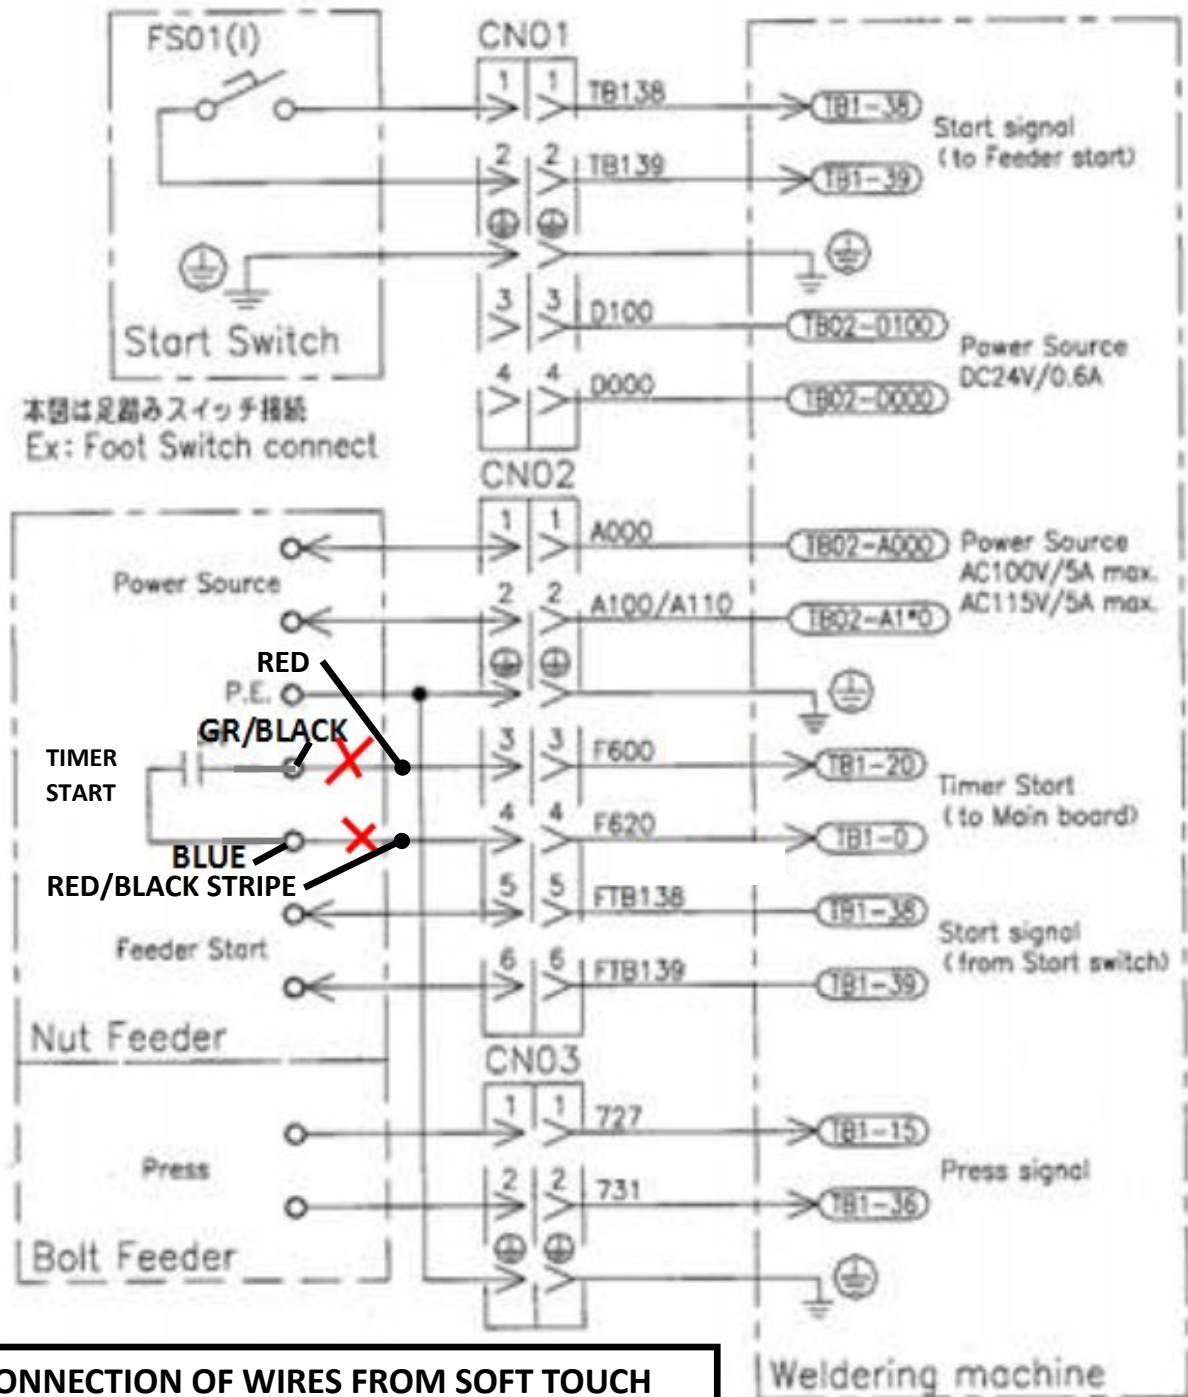 FS01(I)
CN01
1 1 TB138
TB1-38
Start signal
(to Feeder start)
2 2 TB139
TB1-39
3 3 D100
TB02-D100
Power Source
DC24V/0.6A
4 4 D000
TB02-D000
Start Switch
本図は足踏みスイッチ接続
Ex: Foot Switch connect
CN02
1 1 A000
TB02-A000
Power Source
AC100V/5A max.
AC115V/5A max.
Power Source
2 2 A100/A110
TB02-A1*0
RED
P.E.
GR/BLACK
TIMER
START
3 3 F600
TB1-20
Timer Start
(to Main board)
4 4 F620
TB1-0
BLUE
RED/BLACK STRIPE
5 5 FTB138
TB1-38
Start signal
(from Start switch)
Feeder Start
6 6 FTB139
TB1-39
Nut Feeder
CN03
1 1 727
TB1-15
Press
Press signal
2 2 731
TB1-36
Bolt Feeder
ONNECTION OF WIRES FROM SOFT TOUCH
Weldering machine